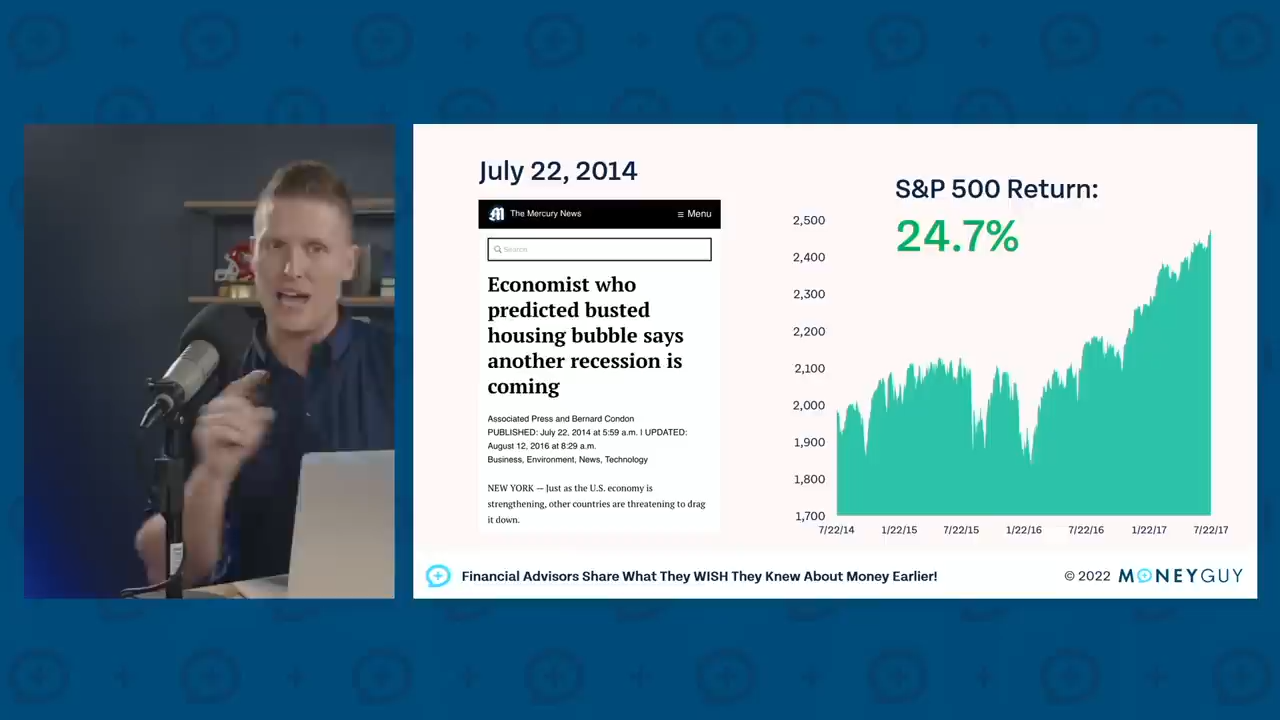 July 22, 2014
The Mercury News
Menu
Search
Economist who
predicted busted
housing bubble says
another recession is
coming
Associated Press and Bernard Condon
PUBLISHED: July 22, 2014 at 5:59 a.m. | UPDATED:
August 12, 2016 at 8:29 a.m.
Business, Environment, News, Technology
NEW YORK — Just as the U.S. economy is
strengthening, other countries are threatening to drag
it down.
S&P 500 Return:
24.7%
2,500
2,400
2,300
2,200
2,100
2,000
1,900
1,800
1,700
7/22/14 1/22/15 7/22/15 1/22/16 7/22/16 1/22/17 7/22/17
Financial Advisors Share What They WISH They Knew About Money Earlier!
© 2022 MONEYGUY